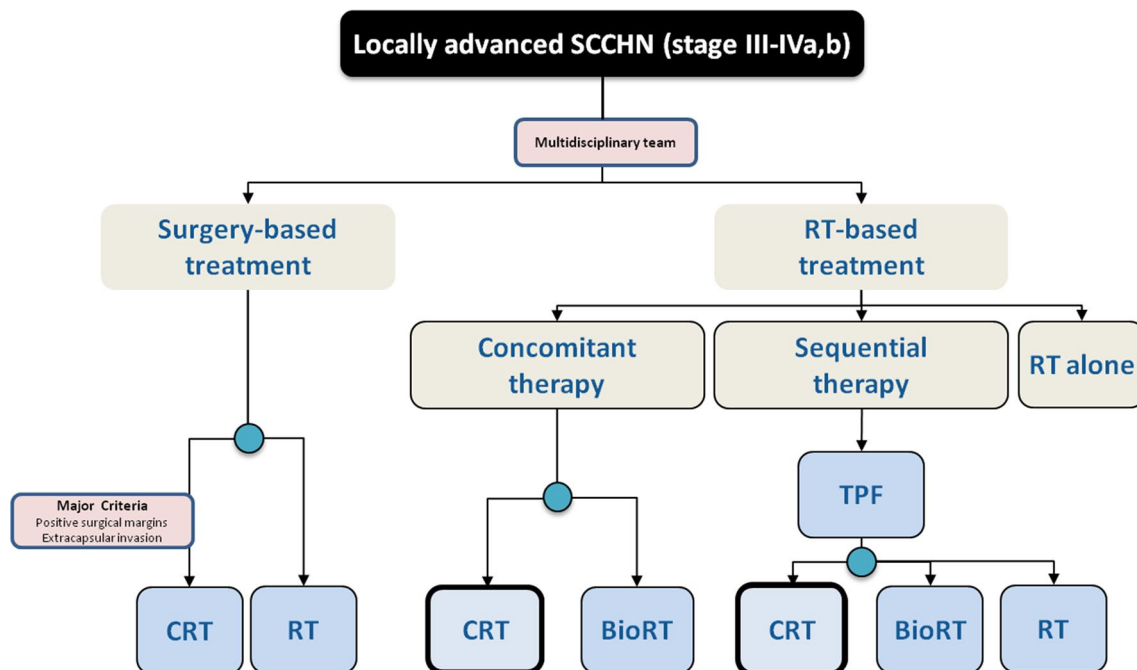 Locally advanced SCCHN (stage III-IVa,b)
Multidisciplinary team
Surgery-based
treatment
RT-based
treatment
Concomitant
therapy
Sequential
therapy
RT alone
TPF
Major Criteria
Positive surgical margins
Extracapsular invasion
CRT
RT
CRT
BioRT
CRT
BioRT
RT